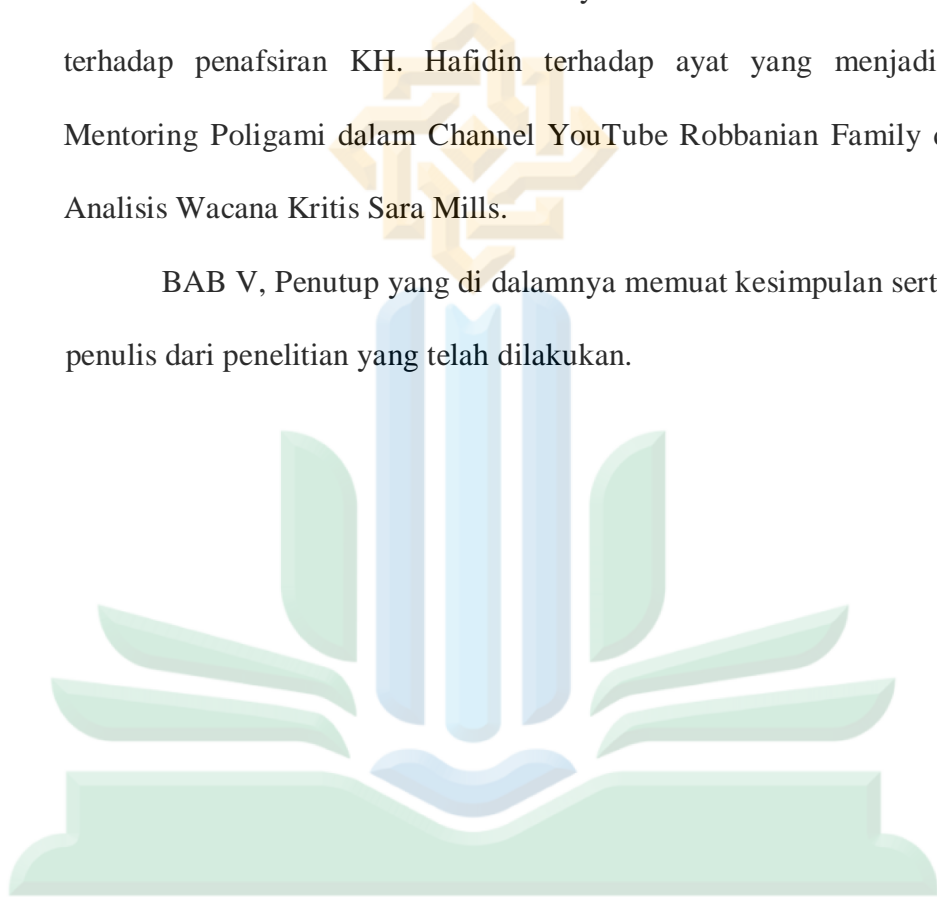 terhadap penafsiran KH. Hafidin terhadap ayat yang menjadi
Mentoring Poligami dalam Channel YouTube Robbanian Family
Analisis Wacana Kritis Sara Mills.
BAB V, Penutup yang di dalamnya memuat kesimpulan
penulis dari penelitian yang telah dilakukan.